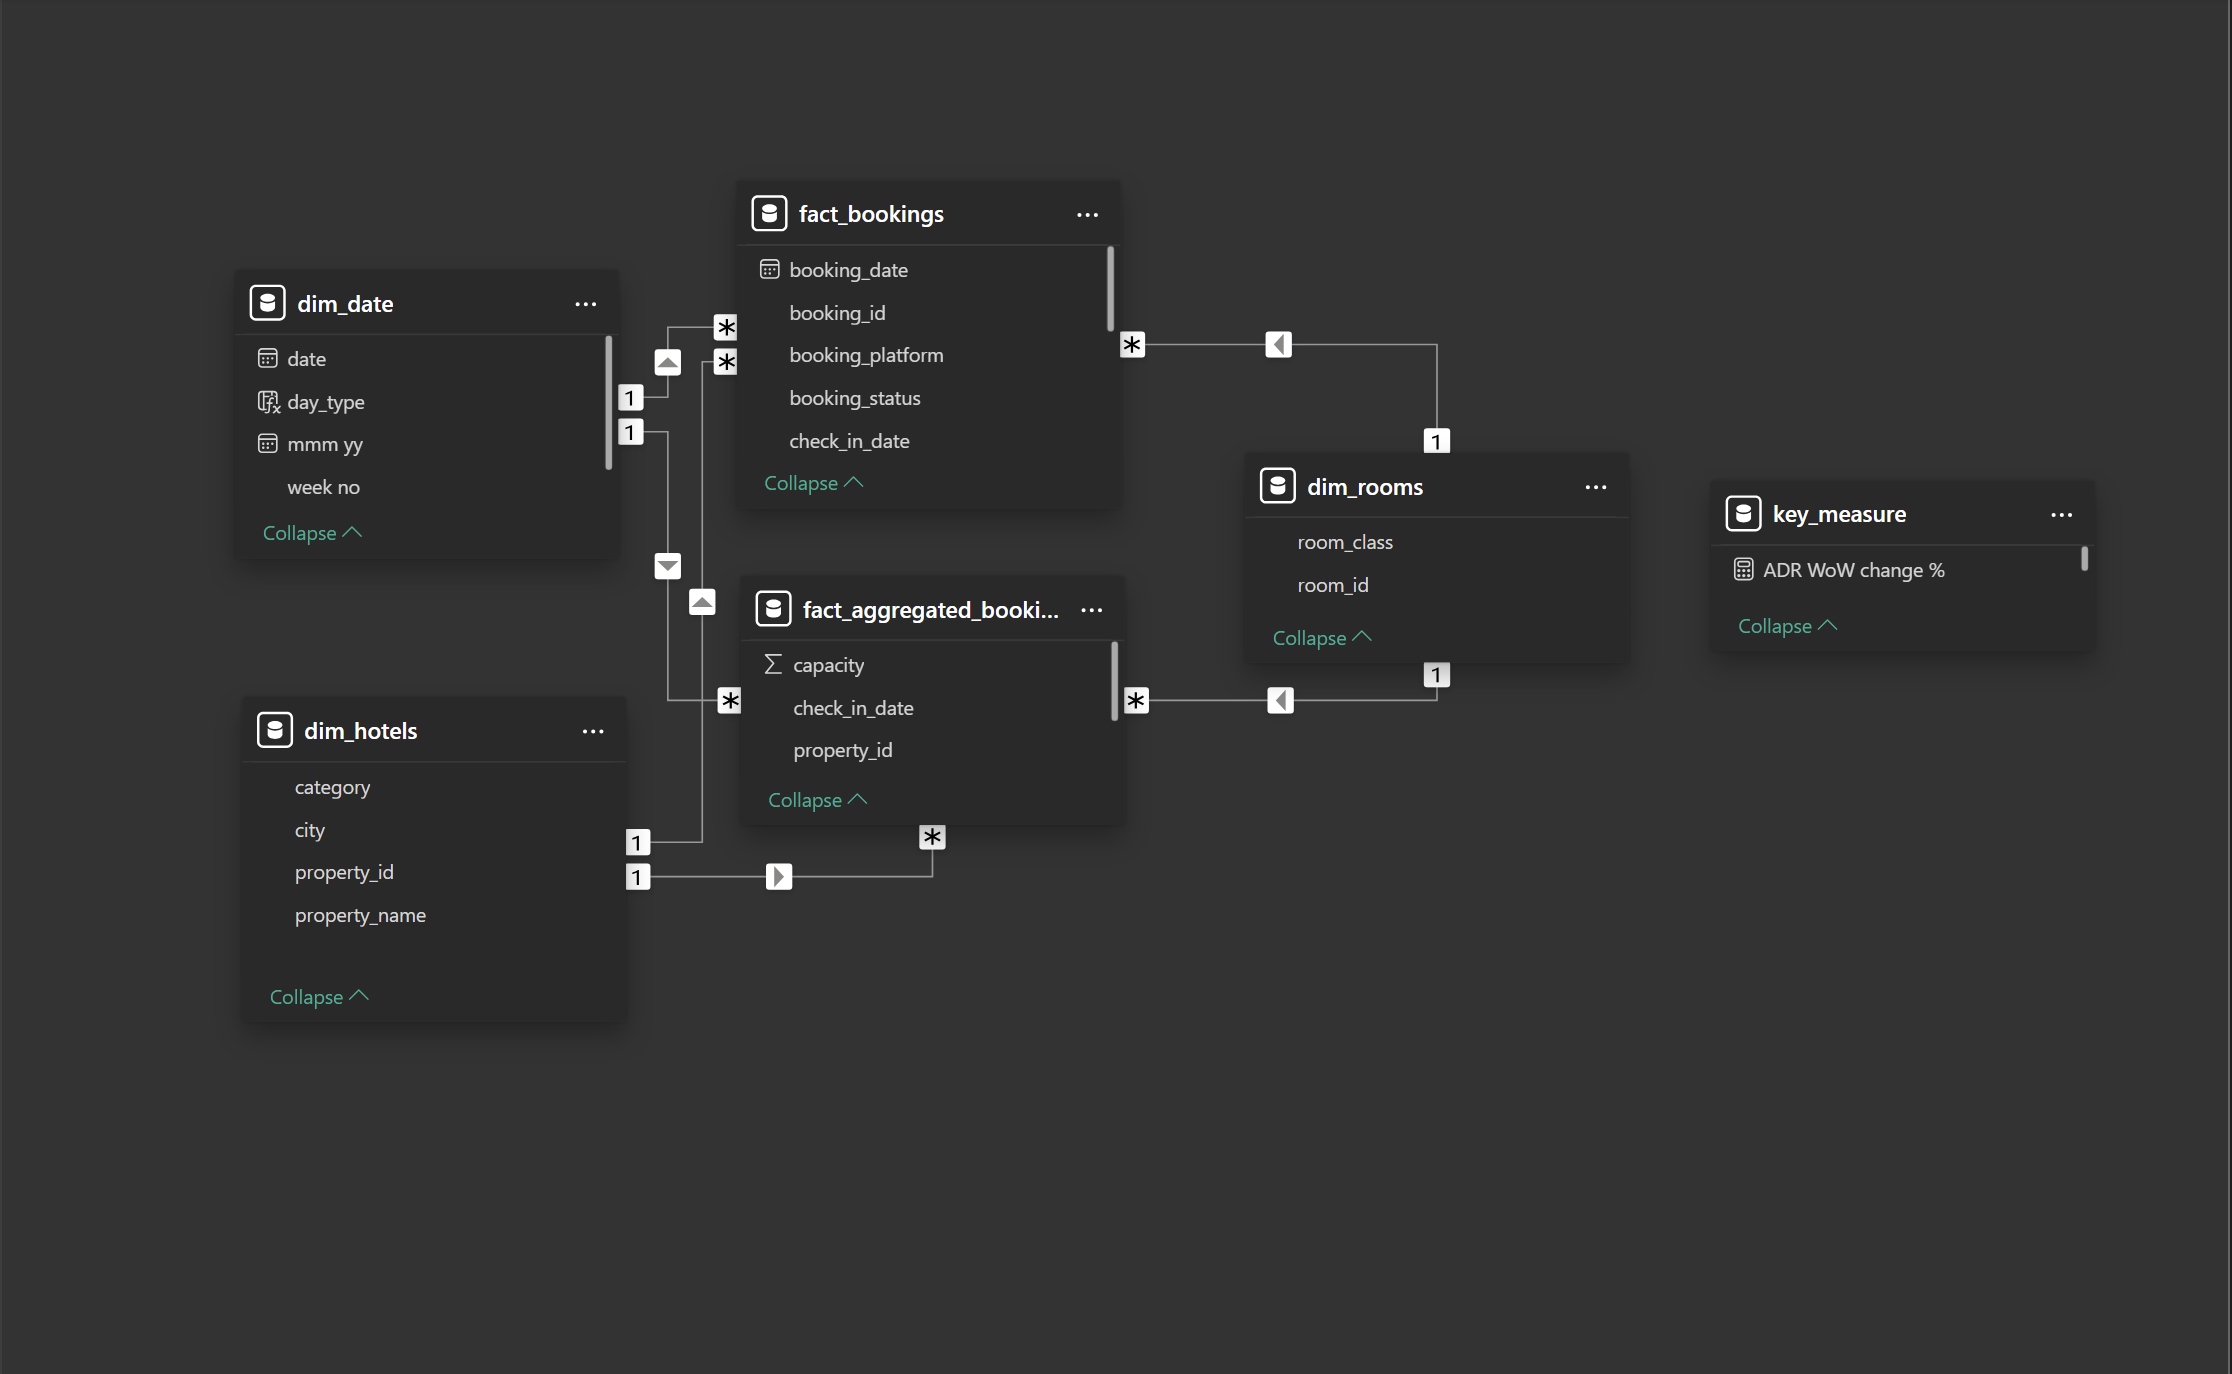 fact_bookings
booking_date
booking_id
booking_platform
booking_status
check_in_date
Collapse
dim_date
date
day_type
mmm yy
week no
Collapse
*
*
1
1
*
1
dim_rooms
room_class
room_id
Collapse
1
key_measure
ADR WoW change %
Collapse
fact_aggregated_booki...
capacity
check_in_date
property_id
Collapse
*
*
*
dim_hotels
category
city
property_id
property_name
Collapse
1
1